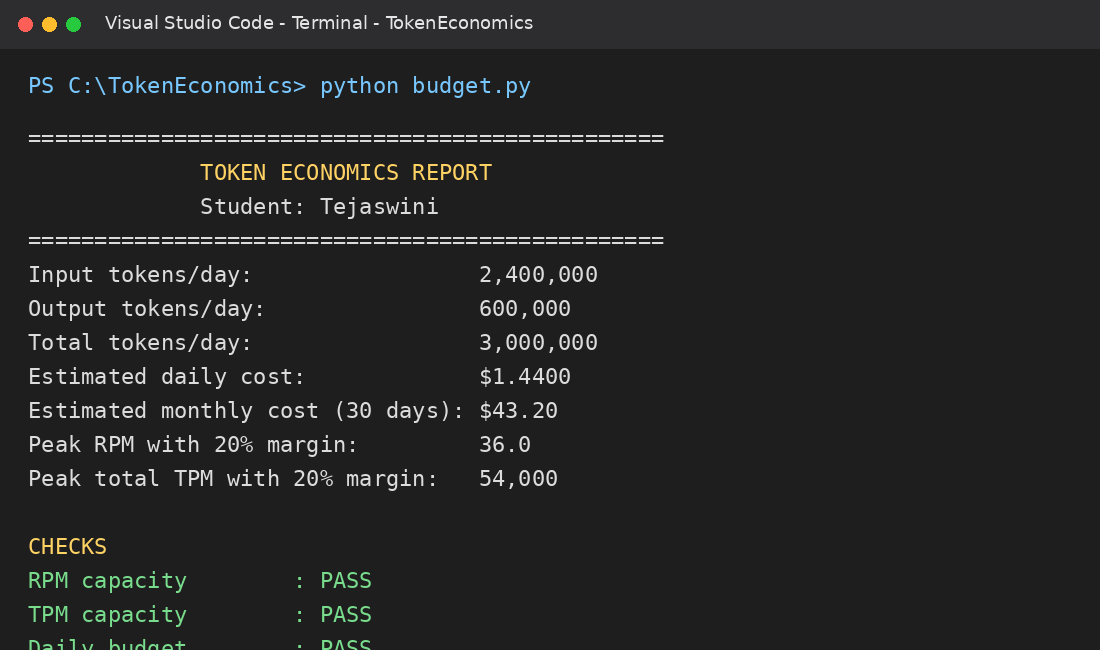 Visual Studio Code - Terminal - TokenEconomics
PS C:\TokenEconomics> python budget.py
================================================
TOKEN ECONOMICS REPORT
Student: Tejaswini
================================================
Input tokens/day: 2,400,000
Output tokens/day: 600,000
Total tokens/day: 3,000,000
Estimated daily cost: $1.4400
Estimated monthly cost (30 days): $43.20
Peak RPM with 20% margin: 36.0
Peak total TPM with 20% margin: 54,000
CHECKS
RPM capacity : PASS
TPM capacity : PASS
Daily budget : PASS